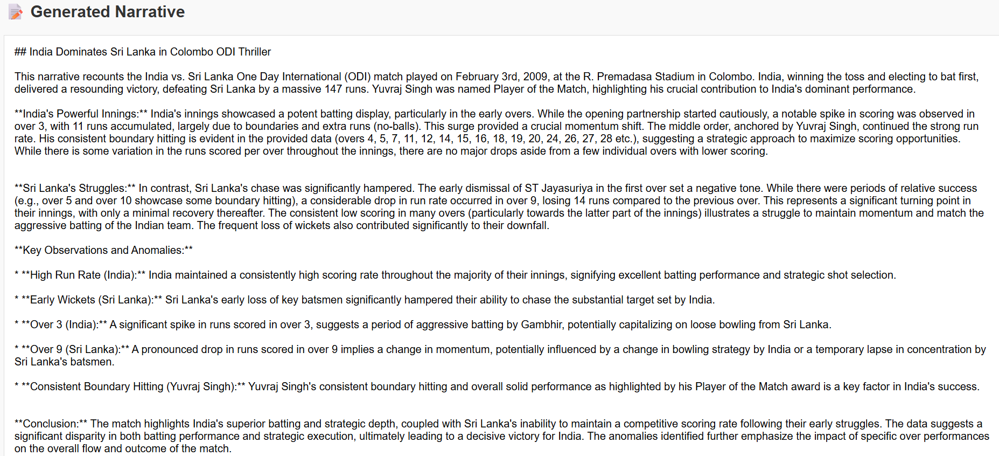 Generated Narrative
## India Dominates Sri Lanka in Colombo ODI Thriller
This narrative recounts the India vs. Sri Lanka One Day International (ODI) match played on February 3rd, 2009, at the R. Premadasa Stadium in Colombo. India, winning the toss and electing to bat first,
delivered a resounding victory, defeating Sri Lanka by a massive 147 runs. Yuvraj Singh was named Player of the Match, highlighting his crucial contribution to India's dominant performance.
**India's Powerful Innings:** India's innings showcased a potent batting display, particularly in the early overs. While the opening partnership started cautiously, a notable spike in scoring was observed in
over 3, with 11 runs accumulated, largely due to boundaries and extra runs (no-balls). This surge provided a crucial momentum shift. The middle order, anchored by Yuvraj Singh, continued the strong run
rate. His consistent boundary hitting is evident in the provided data (overs 4, 5, 7, 11, 12, 14, 15, 16, 18, 19, 20, 24, 26, 27, 28 etc.), suggesting a strategic approach to maximize scoring opportunities.
While there is some variation in the runs scored per over throughout the innings, there are no major drops aside from a few individual overs with lower scoring.
**Sri Lanka's Struggles:** In contrast, Sri Lanka's chase was significantly hampered. The early dismissal of ST Jayasuriya in the first over set a negative tone. While there were periods of relative success
(e.g., over 5 and over 10 showcase some boundary hitting), a considerable drop in run rate occurred in over 9, losing 14 runs compared to the previous over. This represents a significant turning point in
their innings, with only a minimal recovery thereafter. The consistent low scoring in many overs (particularly towards the latter part of the innings) illustrates a struggle to maintain momentum and match the
aggressive batting of the Indian team. The frequent loss of wickets also contributed significantly to their downfall.
**Key Observations and Anomalies:**
* **High Run Rate (India):** India maintained a consistently high scoring rate throughout the majority of their innings, signifying excellent batting performance and strategic shot selection.
* **Early Wickets (Sri Lanka):** Sri Lanka's early loss of key batsmen significantly hampered their ability to chase the substantial target set by India.
* **Over 3 (India):** A significant spike in runs scored in over 3, suggests a period of aggressive batting by Gambhir, potentially capitalizing on loose bowling from Sri Lanka.
* **Over 9 (Sri Lanka):** A pronounced drop in runs scored in over 9 implies a change in momentum, potentially influenced by a change in bowling strategy by India or a temporary lapse in concentration by
Sri Lanka's batsmen.
* **Consistent Boundary Hitting (Yuvraj Singh):** Yuvraj Singh's consistent boundary hitting and overall solid performance as highlighted by his Player of the Match award is a key factor in India's success.
**Conclusion:** The match highlights India's superior batting and strategic depth, coupled with Sri Lanka's inability to maintain a competitive scoring rate following their early struggles. The data suggests a
significant disparity in both batting performance and strategic execution, ultimately leading to a decisive victory for India. The anomalies identified further emphasize the impact of specific over performances
on the overall flow and outcome of the match.